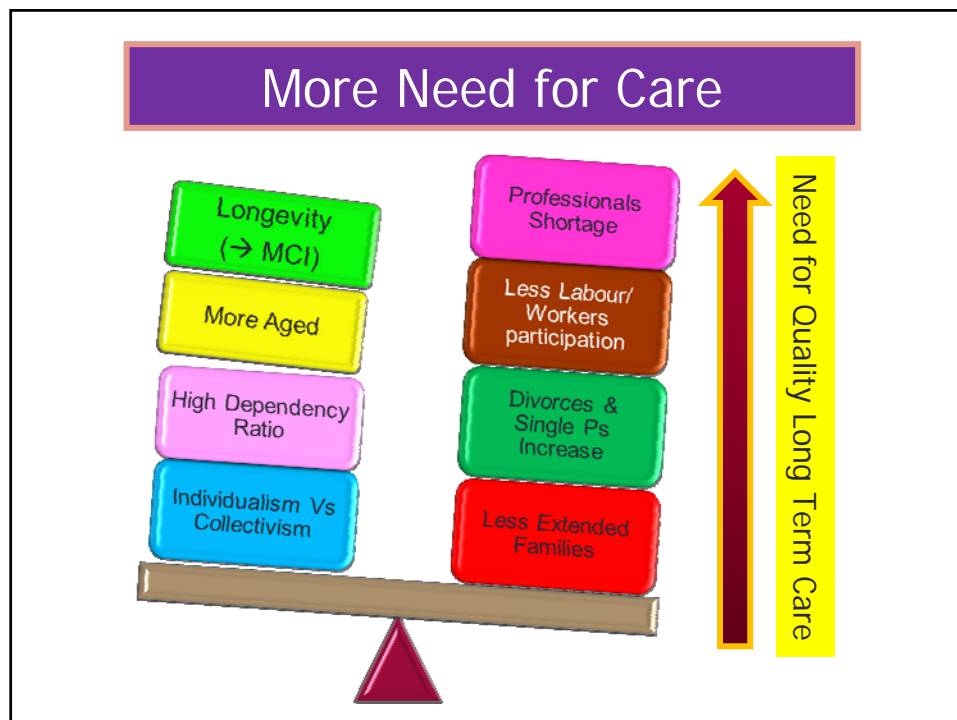 More Need for Care
Longevity
(→ MCI)
More Aged
High Dependency
Ratio
Individualism Vs
Collectivism
Professionals
Shortage
Less Labour/
Workers
participation
Divorces &
Single Ps
Increase
Less Extended
Families
Need for Quality Long Term Care